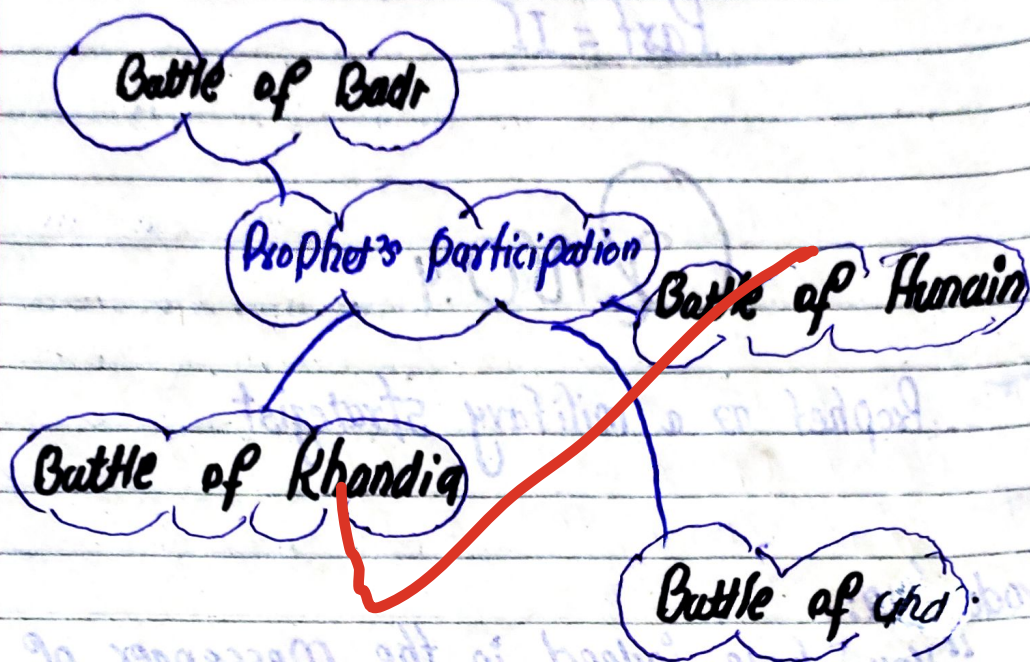 Battle of Badr
Prophet's participation
Battle of Hunain
Battle of Khandiq
Battle of uhd.